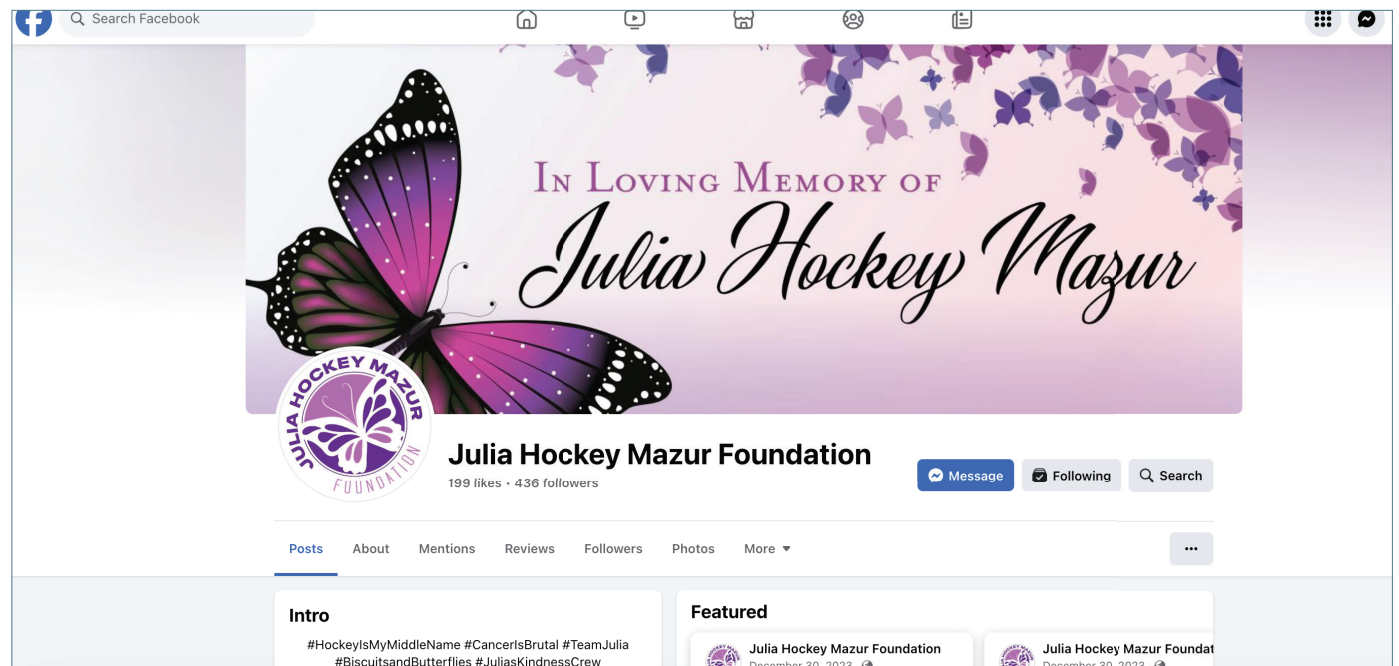 Search Facebook
IN LOVING MEMORY OF
Julia Hockey Mazur
JULIA HOCKEY MAZUR
FUUNDATION
Julia Hockey Mazur Foundation
199 likes • 436 followers
Message
Following
Search
Posts
About
Mentions
Reviews
Followers
Photos
More
Intro
#HockeyIsMyMiddleName #CancerIsBrutal #TeamJulia
#BiscuitsandButterflies #JuliasKindnessCrew
Featured
Julia Hockey Mazur Foundation
December 30, 2023
Julia Hockey Mazur Foundat
December 30, 2023